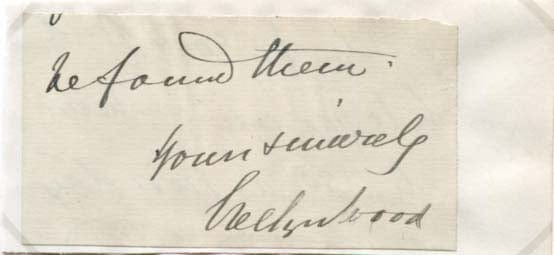 he found them.
Yours sincerely
Evelyn Wood